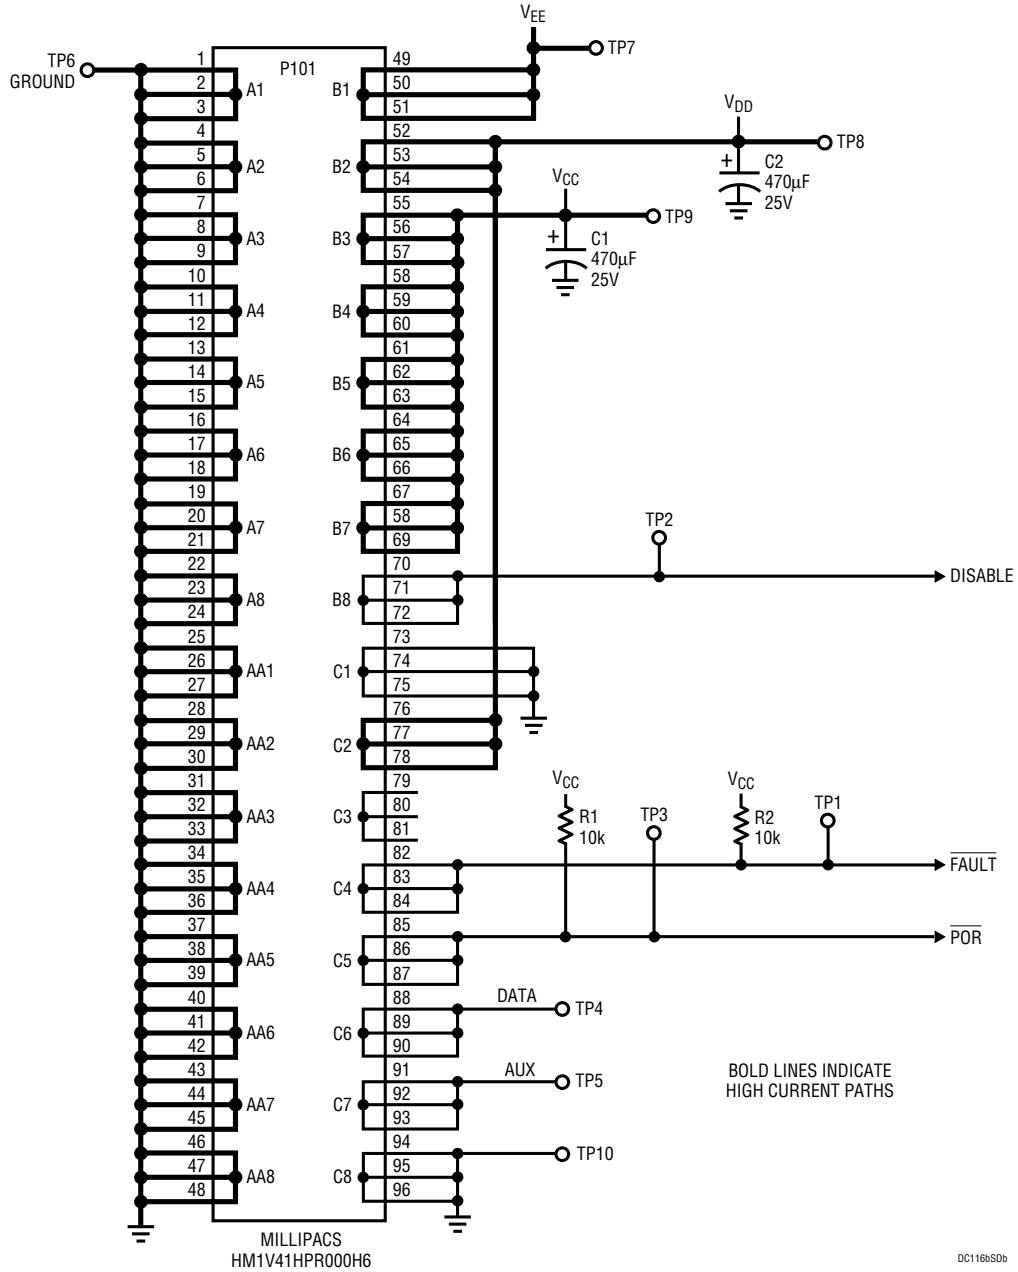 VEE
TP7
TP6
GROUND
P101
1
2
3
A1
4
5
6
A2
7
8
9
A3
10
11
12
A4
13
14
15
A5
16
17
18
A6
19
20
21
A7
22
23
24
A8
25
26
27
AA1
28
29
30
AA2
31
32
33
AA3
34
35
36
AA4
37
38
39
AA5
40
41
42
AA6
43
44
45
AA7
46
47
48
AA8
49
50
51
B1
52
53
54
B2
55
56
57
B3
58
59
60
B4
61
62
63
B5
64
65
66
B6
67
58
69
B7
70
71
72
B8
73
74
75
C1
76
77
78
C2
79
80
81
C3
82
83
84
C4
85
86
87
C5
88
89
90
C6
91
92
93
C7
94
95
96
C8
VDD
TP8
+
C2
470µF
25V
VCC
TP9
+
C1
470µF
25V
TP2
DISABLE
VCC
R1
10k
TP3
VCC
R2
10k
TP1
FAULT
POR
DATA
TP4
AUX
TP5
TP10
BOLD LINES INDICATE
HIGH CURRENT PATHS
MILLIPACS
HM1V41HPR000H6
DC116bSDb